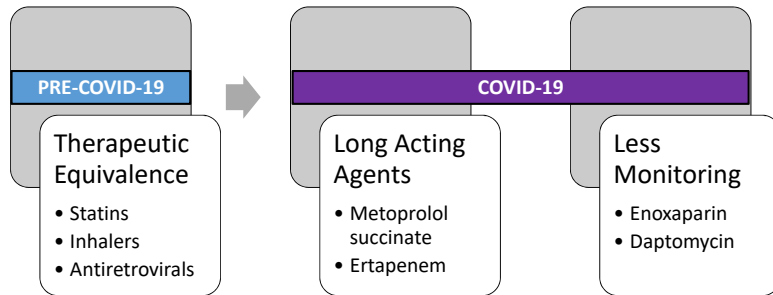 PRE-COVID-19
COVID-19
Therapeutic
Equivalence
• Statins
• Inhalers
• Antiretrovirals
Long Acting
Agents
• Metoprolol
succinate
• Ertapenem
Less
Monitoring
• Enoxaparin
• Daptomycin